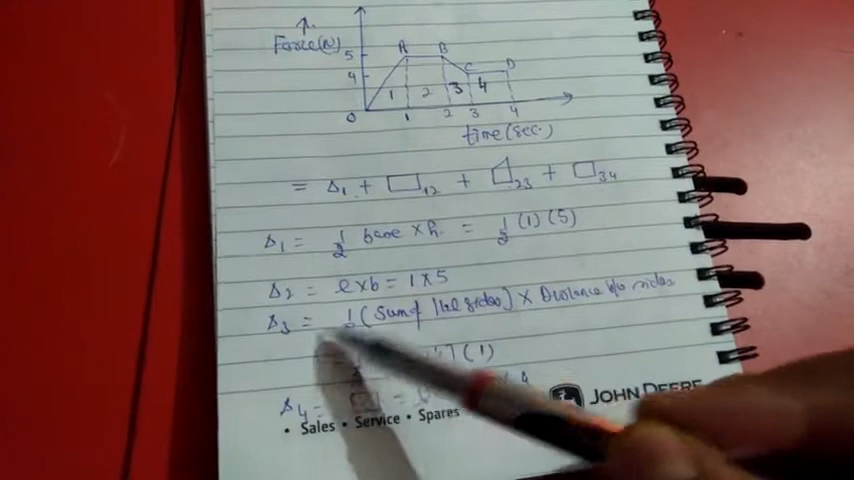 Force(N)
5
4
A B
C D
1 2 3 4
0 1 2 3 4
time(sec.)
= Δ₁ + □₁₂ + □₂₃ + □₃₄
Δ₁ = 1/2 base × h. = 1/2 (1) (5)
Δ₂ = l×b = 1×5
Δ₃ = (Sum of llel sides) × Distance b/w sides
] (1)
Δ₄ = =
JOHN DEERE
• Sales • Service • Spares